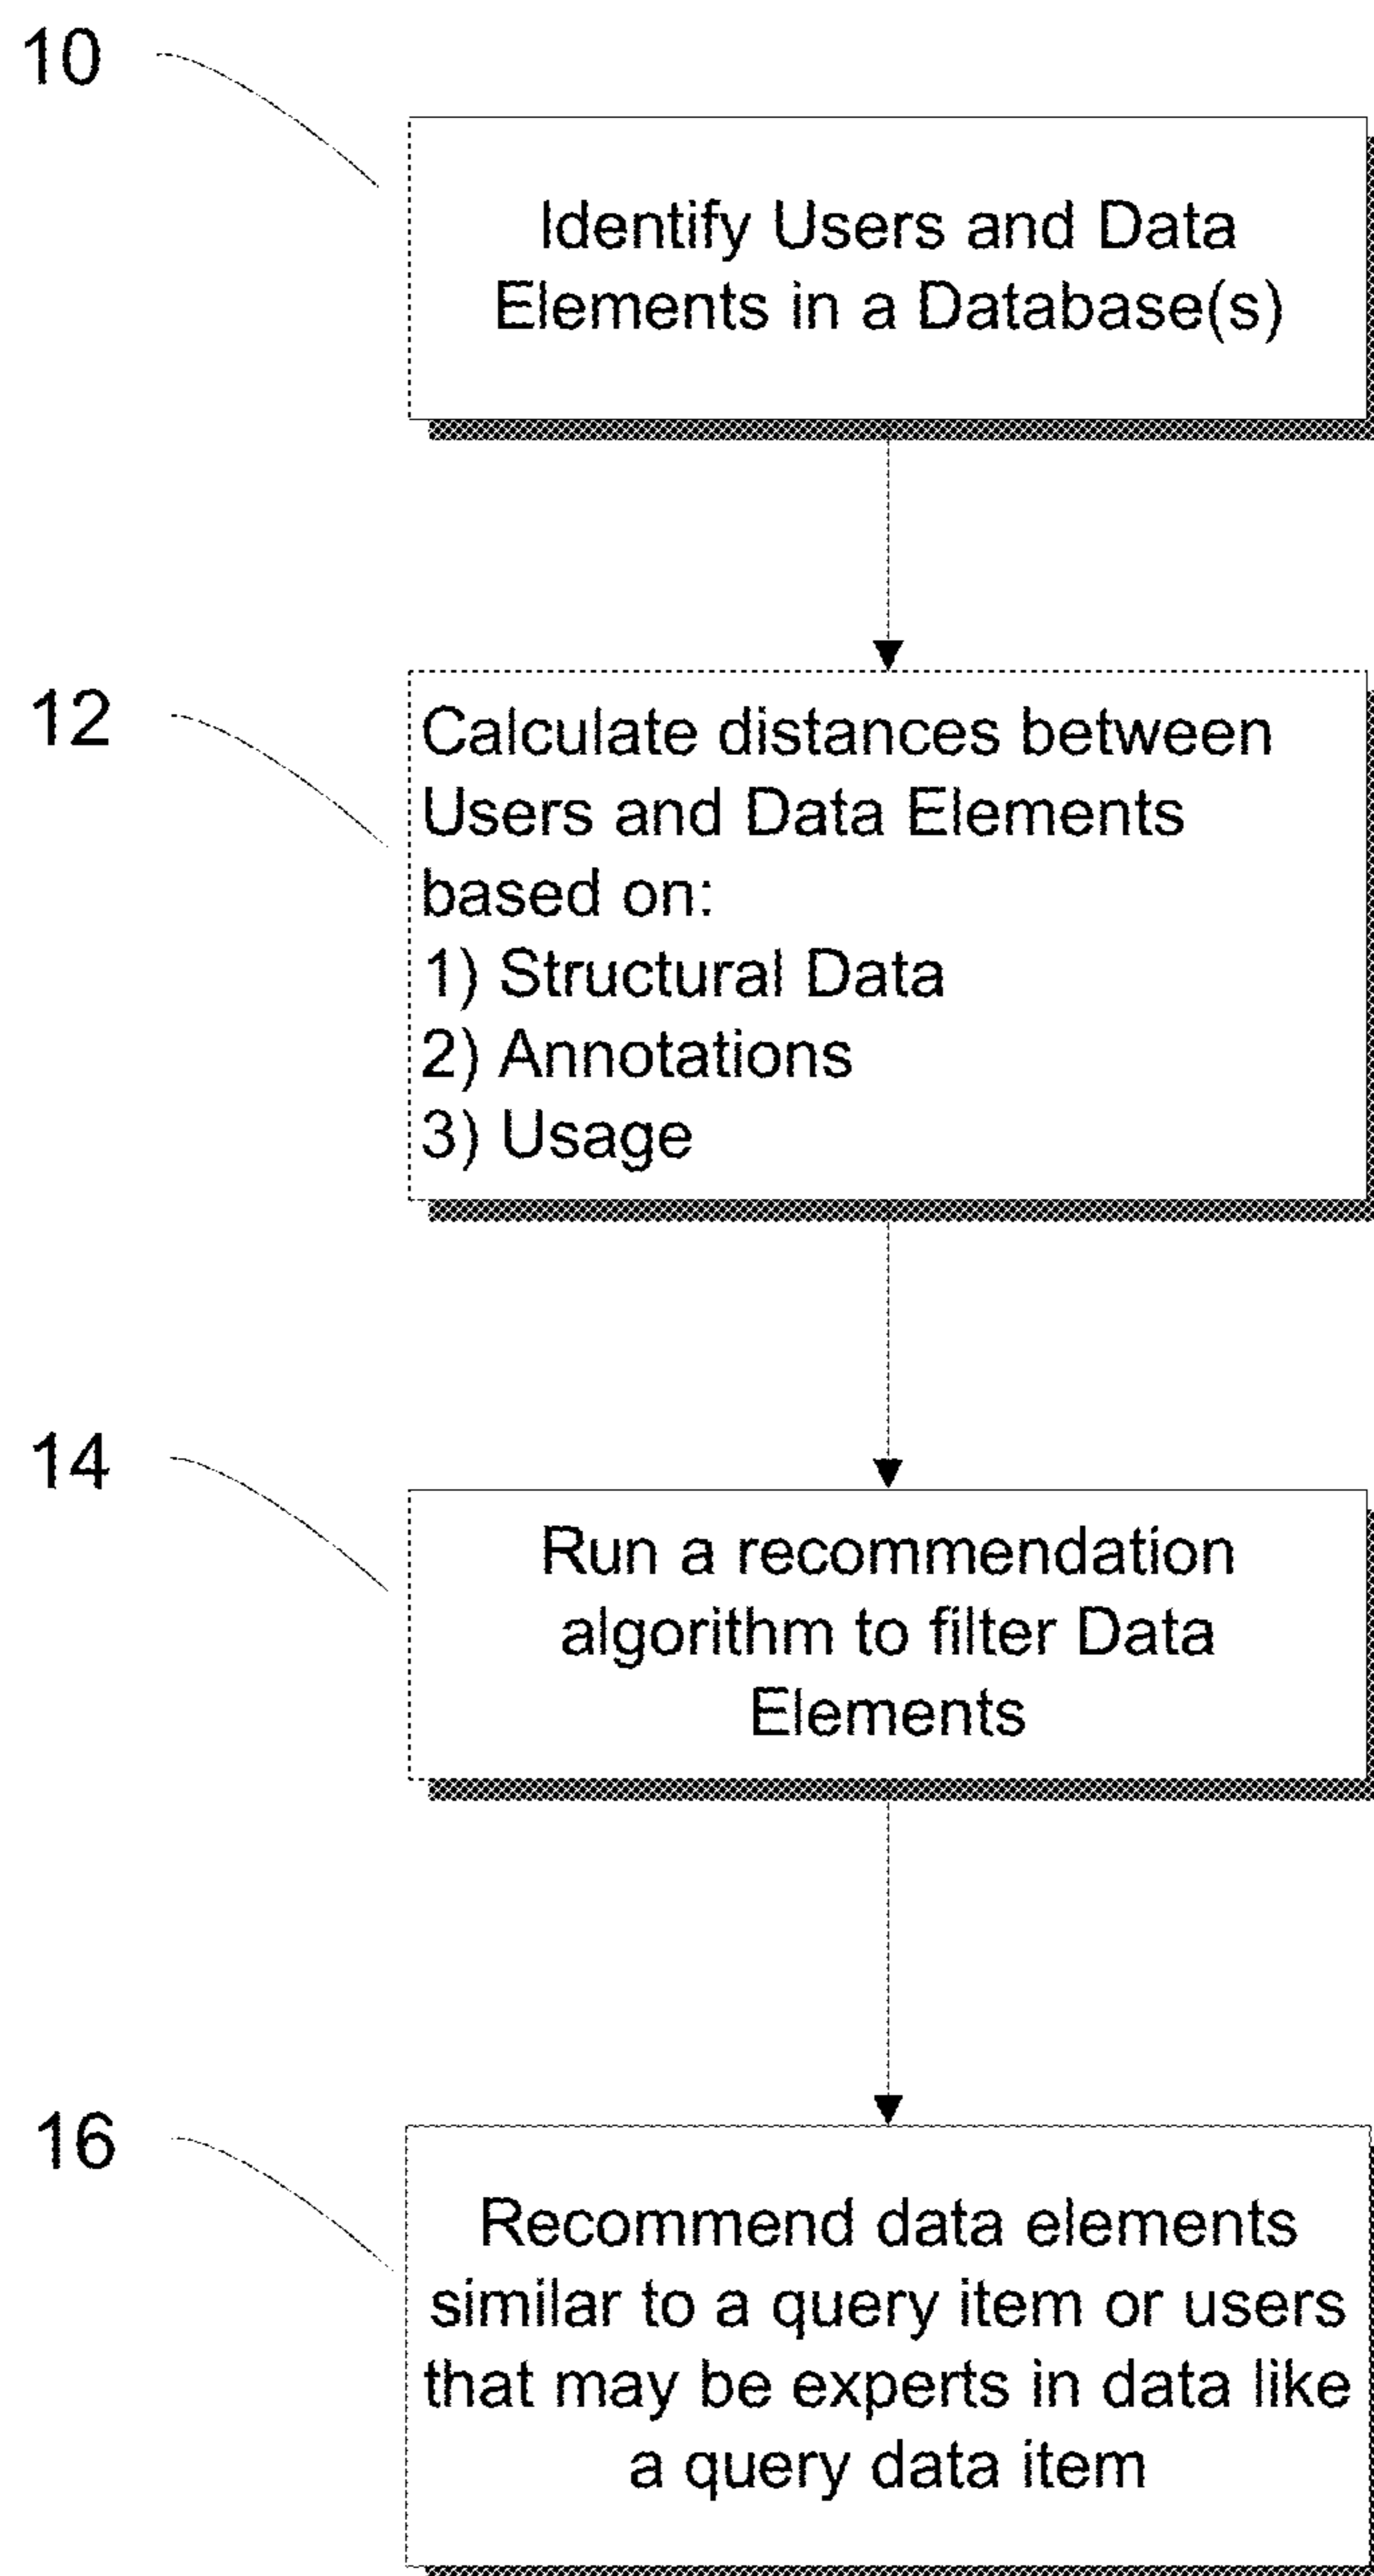 10
Identify Users and Data
Elements in a Database(s)
12
Calculate distances between
Users and Data Elements
based on:
1) Structural Data
2) Annotations
3) Usage
14
Run a recommendation
algorithm to filter Data
Elements
16
Recommend data elements
similar to a query item or users
that may be experts in data like
a query data item